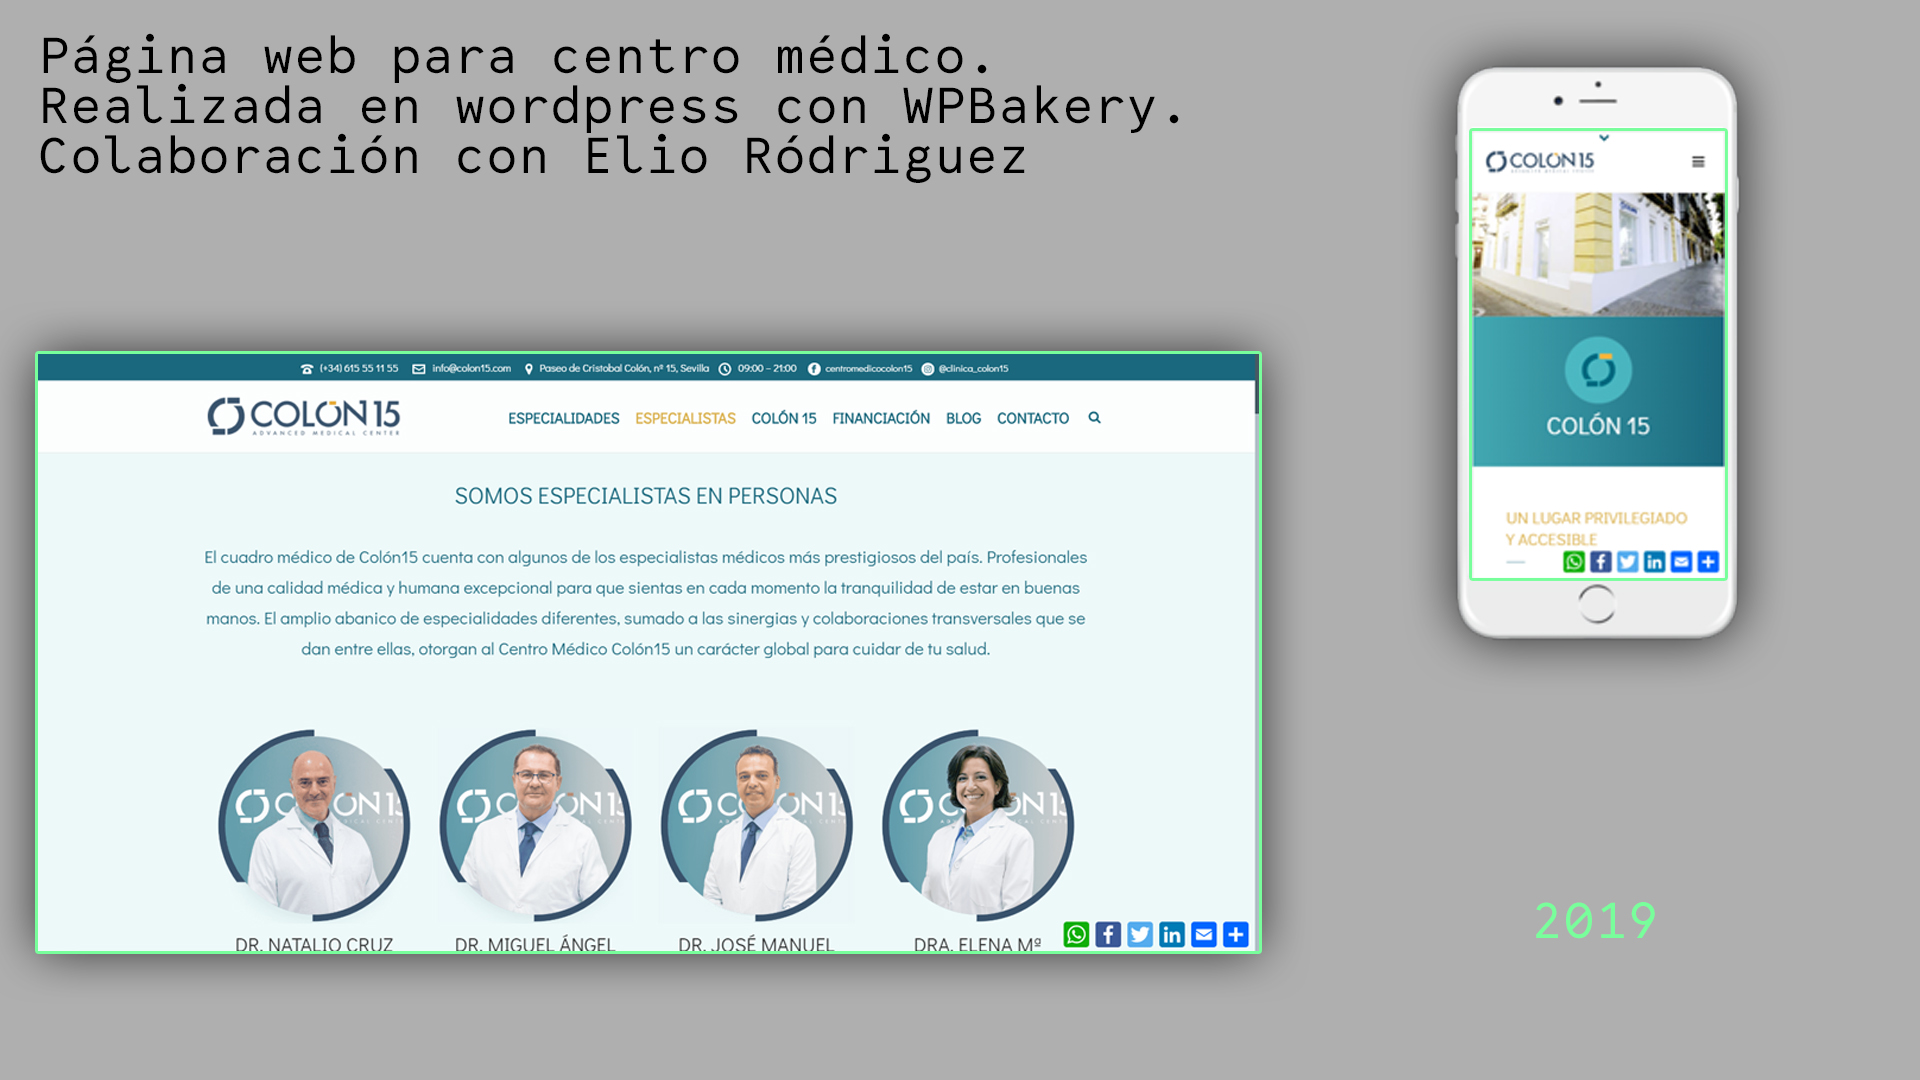 Página web para centro médico.
Realizada en wordpress con WPBakery.
Colaboración con Elio Ródriguez
COLÓN 15
COLÓN 15
UN LUGAR PRIVILEGIADO
Y ACCESIBLE
(+34) 615 55 11 55 info@colon15.com Paseo de Cristobal Colón, nº 15, Sevilla 09:00 – 21:00 centromedicocolon15 @clinica_colon15
COLÓN 15
ADVANCED MEDICAL CENTER
ESPECIALIDADES ESPECIALISTAS COLÓN 15 FINANCIACIÓN BLOG CONTACTO
SOMOS ESPECIALISTAS EN PERSONAS
El cuadro médico de Colón15 cuenta con algunos de los especialistas médicos más prestigiosos del país. Profesionales
de una calidad médica y humana excepcional para que sientas en cada momento la tranquilidad de estar en buenas
manos. El amplio abanico de especialidades diferentes, sumado a las sinergias y colaboraciones transversales que se
dan entre ellas, otorgan al Centro Médico Colón15 un carácter global para cuidar de tu salud.
DR. NATALIO CRUZ
DR. MIGUEL ÁNGEL
DR. JOSÉ MANUEL
DRA. ELENA Mª
2019